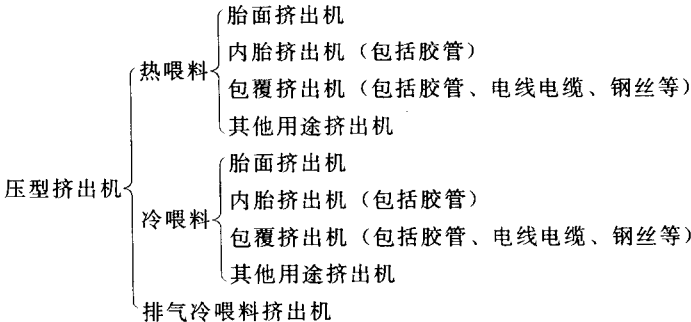 胎面挤出机
内胎挤出机（包括胶管）
热喂料
包覆挤出机（包括胶管、电线电缆、钢丝等）
其他用途挤出机
胎面挤出机
压型挤出机
内胎挤出机（包括胶管）
冷喂料
包覆挤出机（包括胶管、电线电缆、钢丝等）
其他用途挤出机
排气冷喂料挤出机